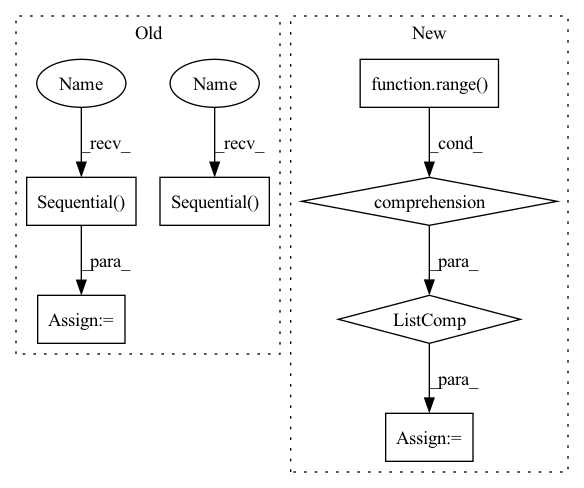 Old
New
Name
Name
function.range()
_recv_
_recv_
_cond_
Sequential()
Sequential()
comprehension
_para_
_para_
Assign:=
ListComp
_para_
Assign:=